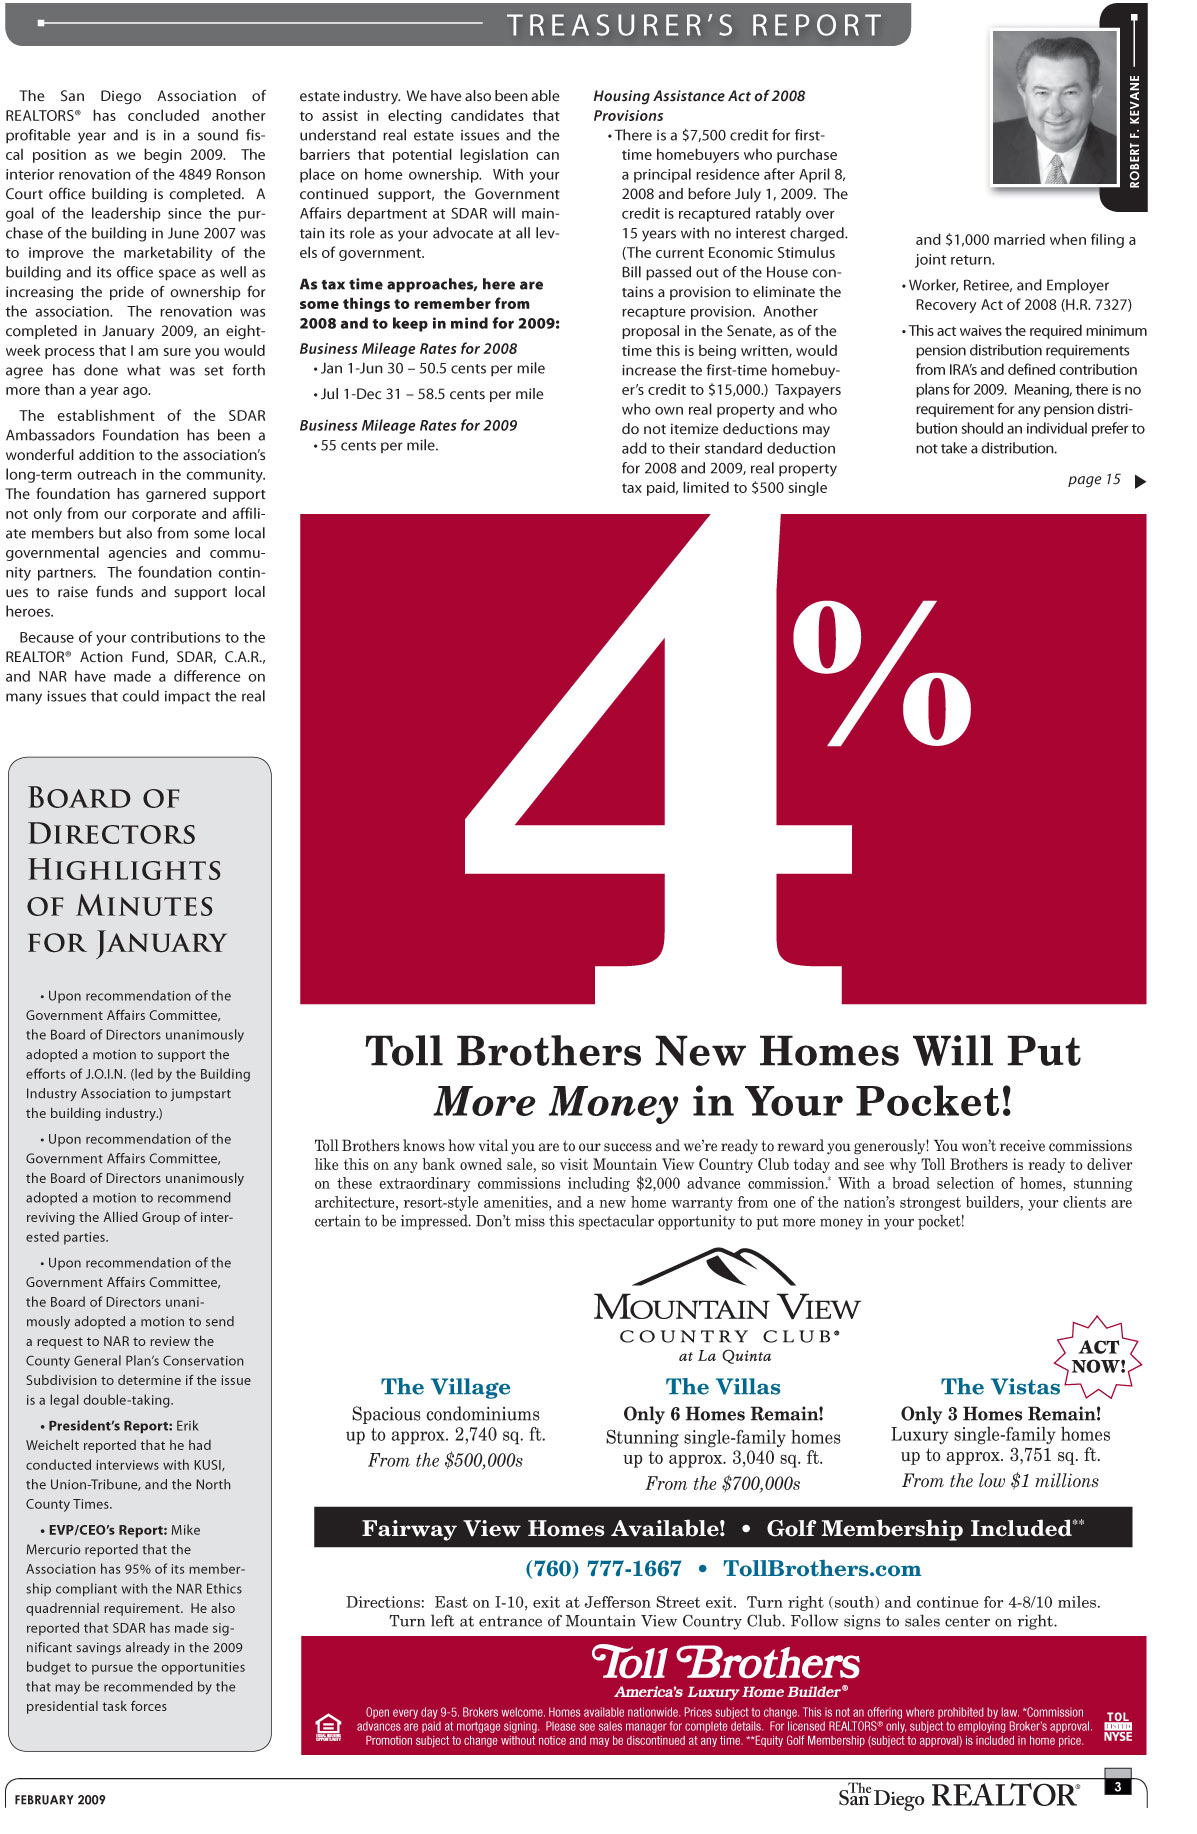 TREASURER'S REPORT
ROBERT F. KEVANE
The San Diego Association of
REALTORS® has concluded another
profitable year and is in a sound fis-
cal position as we begin 2009. The
interior renovation of the 4849 Ronson
Court office building is completed. A
goal of the leadership since the pur-
chase of the building in June 2007 was
to improve the marketability of the
building and its office space as well as
increasing the pride of ownership for
the association. The renovation was
completed in January 2009, an eight-
week process that I am sure you would
agree has done what was set forth
more than a year ago.
The establishment of the SDAR
Ambassadors Foundation has been a
wonderful addition to the association's
long-term outreach in the community.
The foundation has garnered support
not only from our corporate and affili-
ate members but also from some local
governmental agencies and commu-
nity partners. The foundation contin-
ues to raise funds and support local
heroes.
Because of your contributions to the
REALTOR® Action Fund, SDAR, C.A.R.,
and NAR have made a difference on
many issues that could impact the real
estate industry. We have also been able
to assist in electing candidates that
understand real estate issues and the
barriers that potential legislation can
place on home ownership. With your
continued support, the Government
Affairs department at SDAR will main-
tain its role as your advocate at all lev-
els of government.
As tax time approaches, here are
some things to remember from
2008 and to keep in mind for 2009:
Business Mileage Rates for 2008
• Jan 1-Jun 30 – 50.5 cents per mile
• Jul 1-Dec 31 – 58.5 cents per mile
Business Mileage Rates for 2009
• 55 cents per mile.
Housing Assistance Act of 2008
Provisions
• There is a $7,500 credit for first-
time homebuyers who purchase
a principal residence after April 8,
2008 and before July 1, 2009. The
credit is recaptured ratably over
15 years with no interest charged.
(The current Economic Stimulus
Bill passed out of the House con-
tains a provision to eliminate the
recapture provision. Another
proposal in the Senate, as of the
time this is being written, would
increase the first-time homebuy-
er's credit to $15,000.) Taxpayers
who own real property and who
do not itemize deductions may
add to their standard deduction
for 2008 and 2009, real property
tax paid, limited to $500 single
and $1,000 married when filing a
joint return.
• Worker, Retiree, and Employer
Recovery Act of 2008 (H.R. 7327)
• This act waives the required minimum
pension distribution requirements
from IRA's and defined contribution
plans for 2009. Meaning, there is no
requirement for any pension distri-
bution should an individual prefer to
not take a distribution.
page 15
BOARD OF
DIRECTORS
HIGHLIGHTS
OF MINUTES
FOR JANUARY
• Upon recommendation of the
Government Affairs Committee,
the Board of Directors unanimously
adopted a motion to support the
efforts of J.O.I.N. (led by the Building
Industry Association to jumpstart
the building industry.)
• Upon recommendation of the
Government Affairs Committee,
the Board of Directors unanimously
adopted a motion to recommend
reviving the Allied Group of inter-
ested parties.
• Upon recommendation of the
Government Affairs Committee,
the Board of Directors unani-
mously adopted a motion to send
a request to NAR to review the
County General Plan's Conservation
Subdivision to determine if the issue
is a legal double-taking.
• President's Report: Erik
Weichelt reported that he had
conducted interviews with KUSI,
the Union-Tribune, and the North
County Times.
• EVP/CEO's Report: Mike
Mercurio reported that the
Association has 95% of its member-
ship compliant with the NAR Ethics
quadrennial requirement. He also
reported that SDAR has made sig-
nificant savings already in the 2009
budget to pursue the opportunities
that may be recommended by the
presidential task forces
4%
Toll Brothers New Homes Will Put
More Money in Your Pocket!
Toll Brothers knows how vital you are to our success and we're ready to reward you generously! You won't receive commissions
like this on any bank owned sale, so visit Mountain View Country Club today and see why Toll Brothers is ready to deliver
on these extraordinary commissions including $2,000 advance commission.* With a broad selection of homes, stunning
architecture, resort-style amenities, and a new home warranty from one of the nation's strongest builders, your clients are
certain to be impressed. Don't miss this spectacular opportunity to put more money in your pocket!
MOUNTAIN VIEW
COUNTRY CLUB®
at La Quinta
ACT
NOW!
The Village
Spacious condominiums
up to approx. 2,740 sq. ft.
From the $500,000s
The Villas
Only 6 Homes Remain!
Stunning single-family homes
up to approx. 3,040 sq. ft.
From the $700,000s
The Vistas
Only 3 Homes Remain!
Luxury single-family homes
up to approx. 3,751 sq. ft.
From the low $1 millions
Fairway View Homes Available! • Golf Membership Included**
(760) 777-1667 • TollBrothers.com
Directions: East on I-10, exit at Jefferson Street exit. Turn right (south) and continue for 4-8/10 miles.
Turn left at entrance of Mountain View Country Club. Follow signs to sales center on right.
Toll Brothers
America's Luxury Home Builder®
Open every day 9-5. Brokers welcome. Homes available nationwide. Prices subject to change. This is not an offering where prohibited by law. *Commission
advances are paid at mortgage signing. Please see sales manager for complete details. For licensed REALTORS® only, subject to employing Broker's approval.
Promotion subject to change without notice and may be discontinued at any time. **Equity Golf Membership (subject to approval) is included in home price.
EQUAL HOUSING
OPPORTUNITY
TOL
LISTED
NYSE
FEBRUARY 2009
The San Diego REALTOR®
3